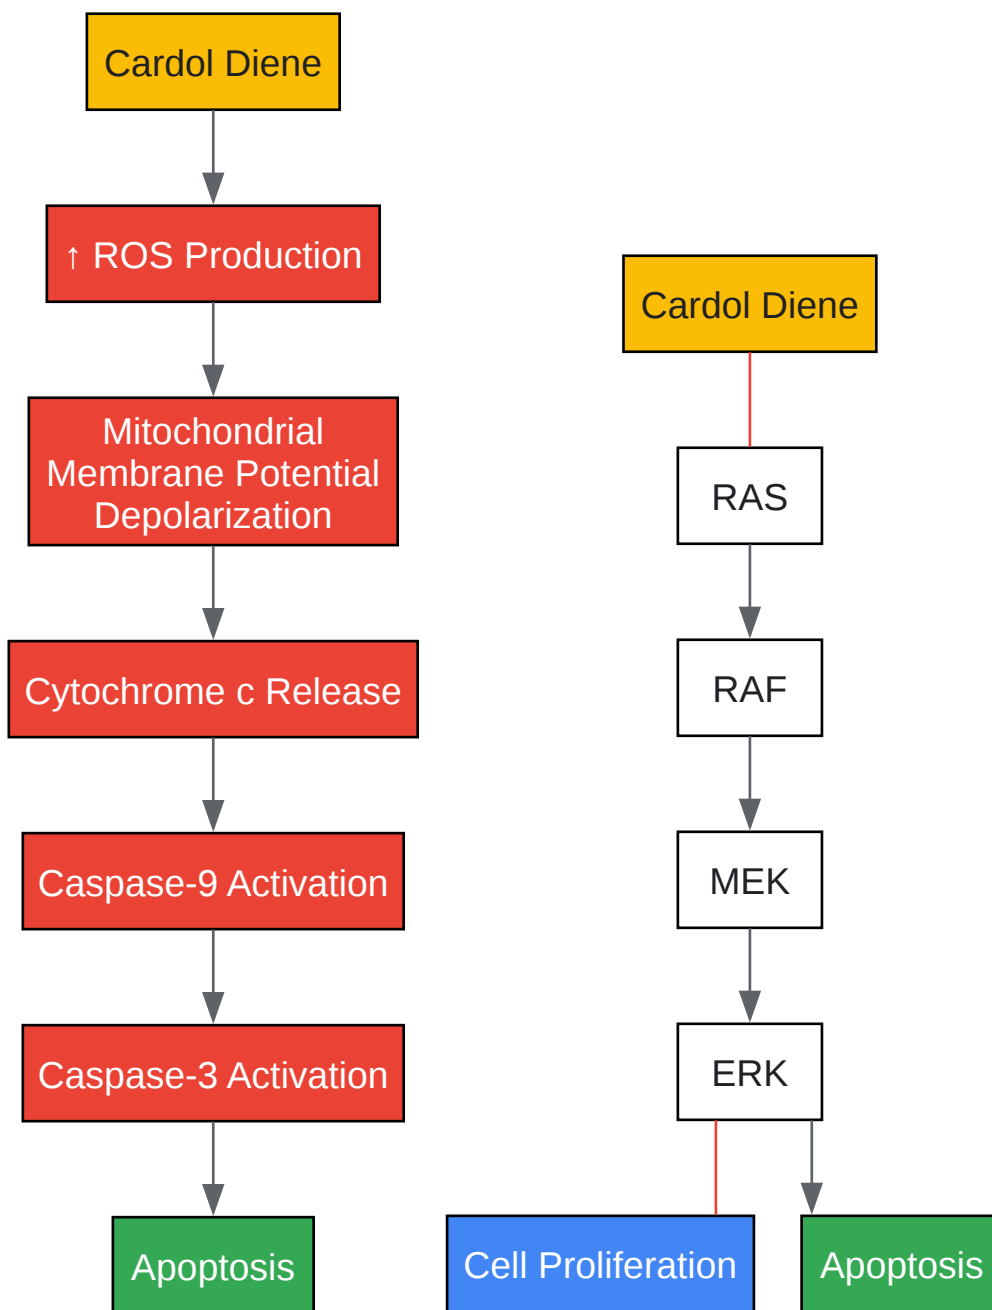 Cardol Diene
↑ ROS Production
Mitochondrial
Membrane Potential
Depolarization
Cytochrome c Release
Caspase-9 Activation
Caspase-3 Activation
Apoptosis
Cardol Diene
RAS
RAF
MEK
ERK
Cell Proliferation
Apoptosis